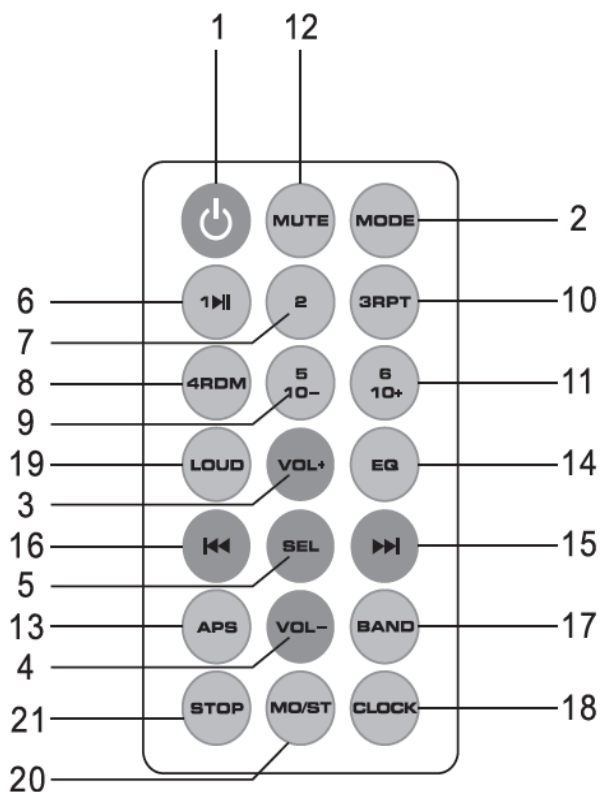 1 12
MUTE MODE 2
6 1 2 3RPT 10
7
8 4RDM 5 6 11
10- 10+
9
19 LOUD VOL+ EQ 14
3
16 SEL 15
5
13 APS VOL- BAND 17
4
21 STOP MO/ST CLOCK 18
20